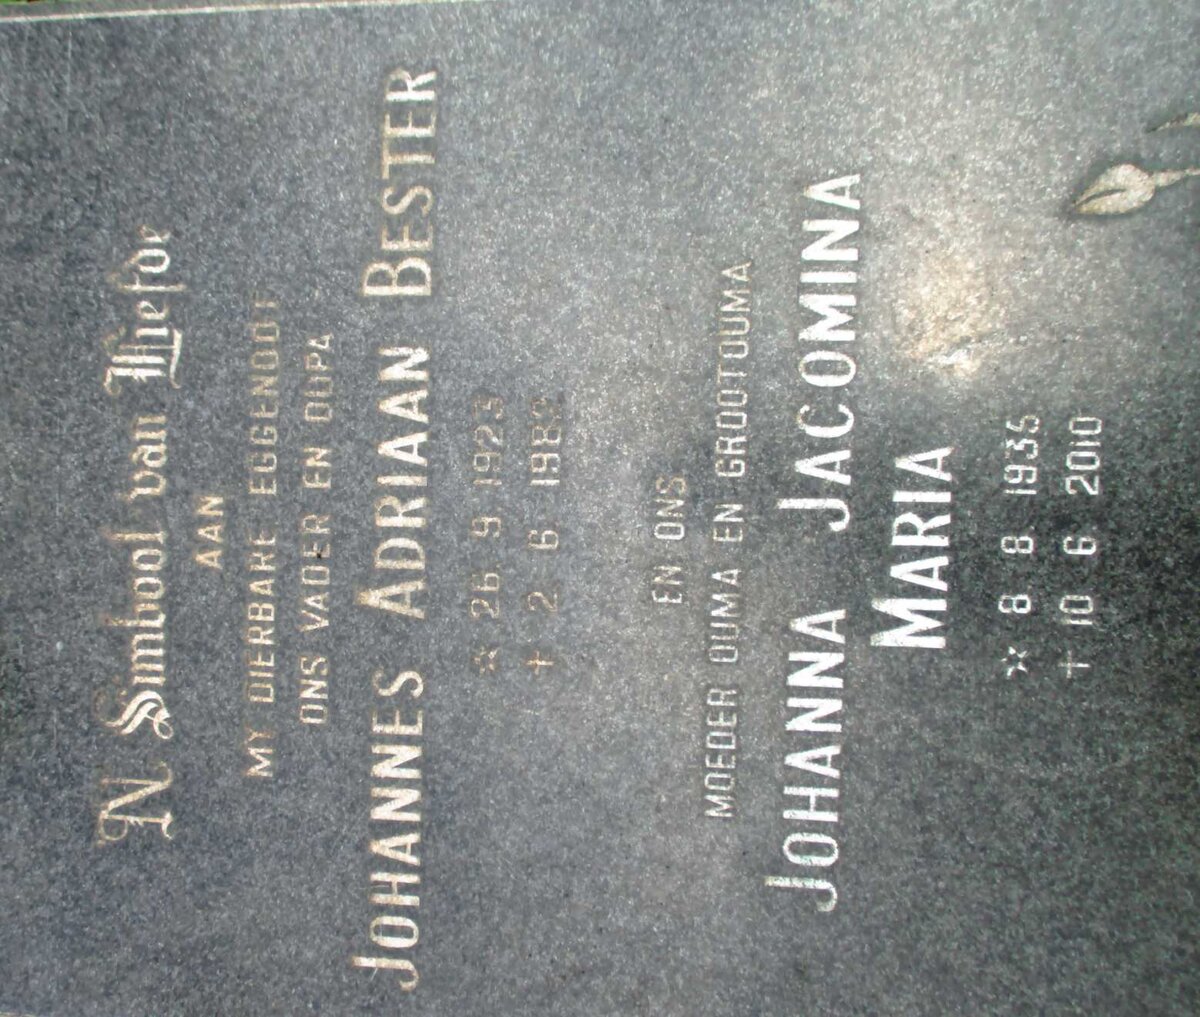 N Simbool van Liefde
AAN
MY DIERBARE EGGENOOT
ONS VADER EN OUPA
JOHANNES ADRIAAN BESTER
☆ 26 9 1923
† 2 6 1982
EN ONS
MOEDER OUMA EN GROOTOUMA
JOHANNA JACOMINA
MARIA
☆ 8 8 1935
† 10 6 2010